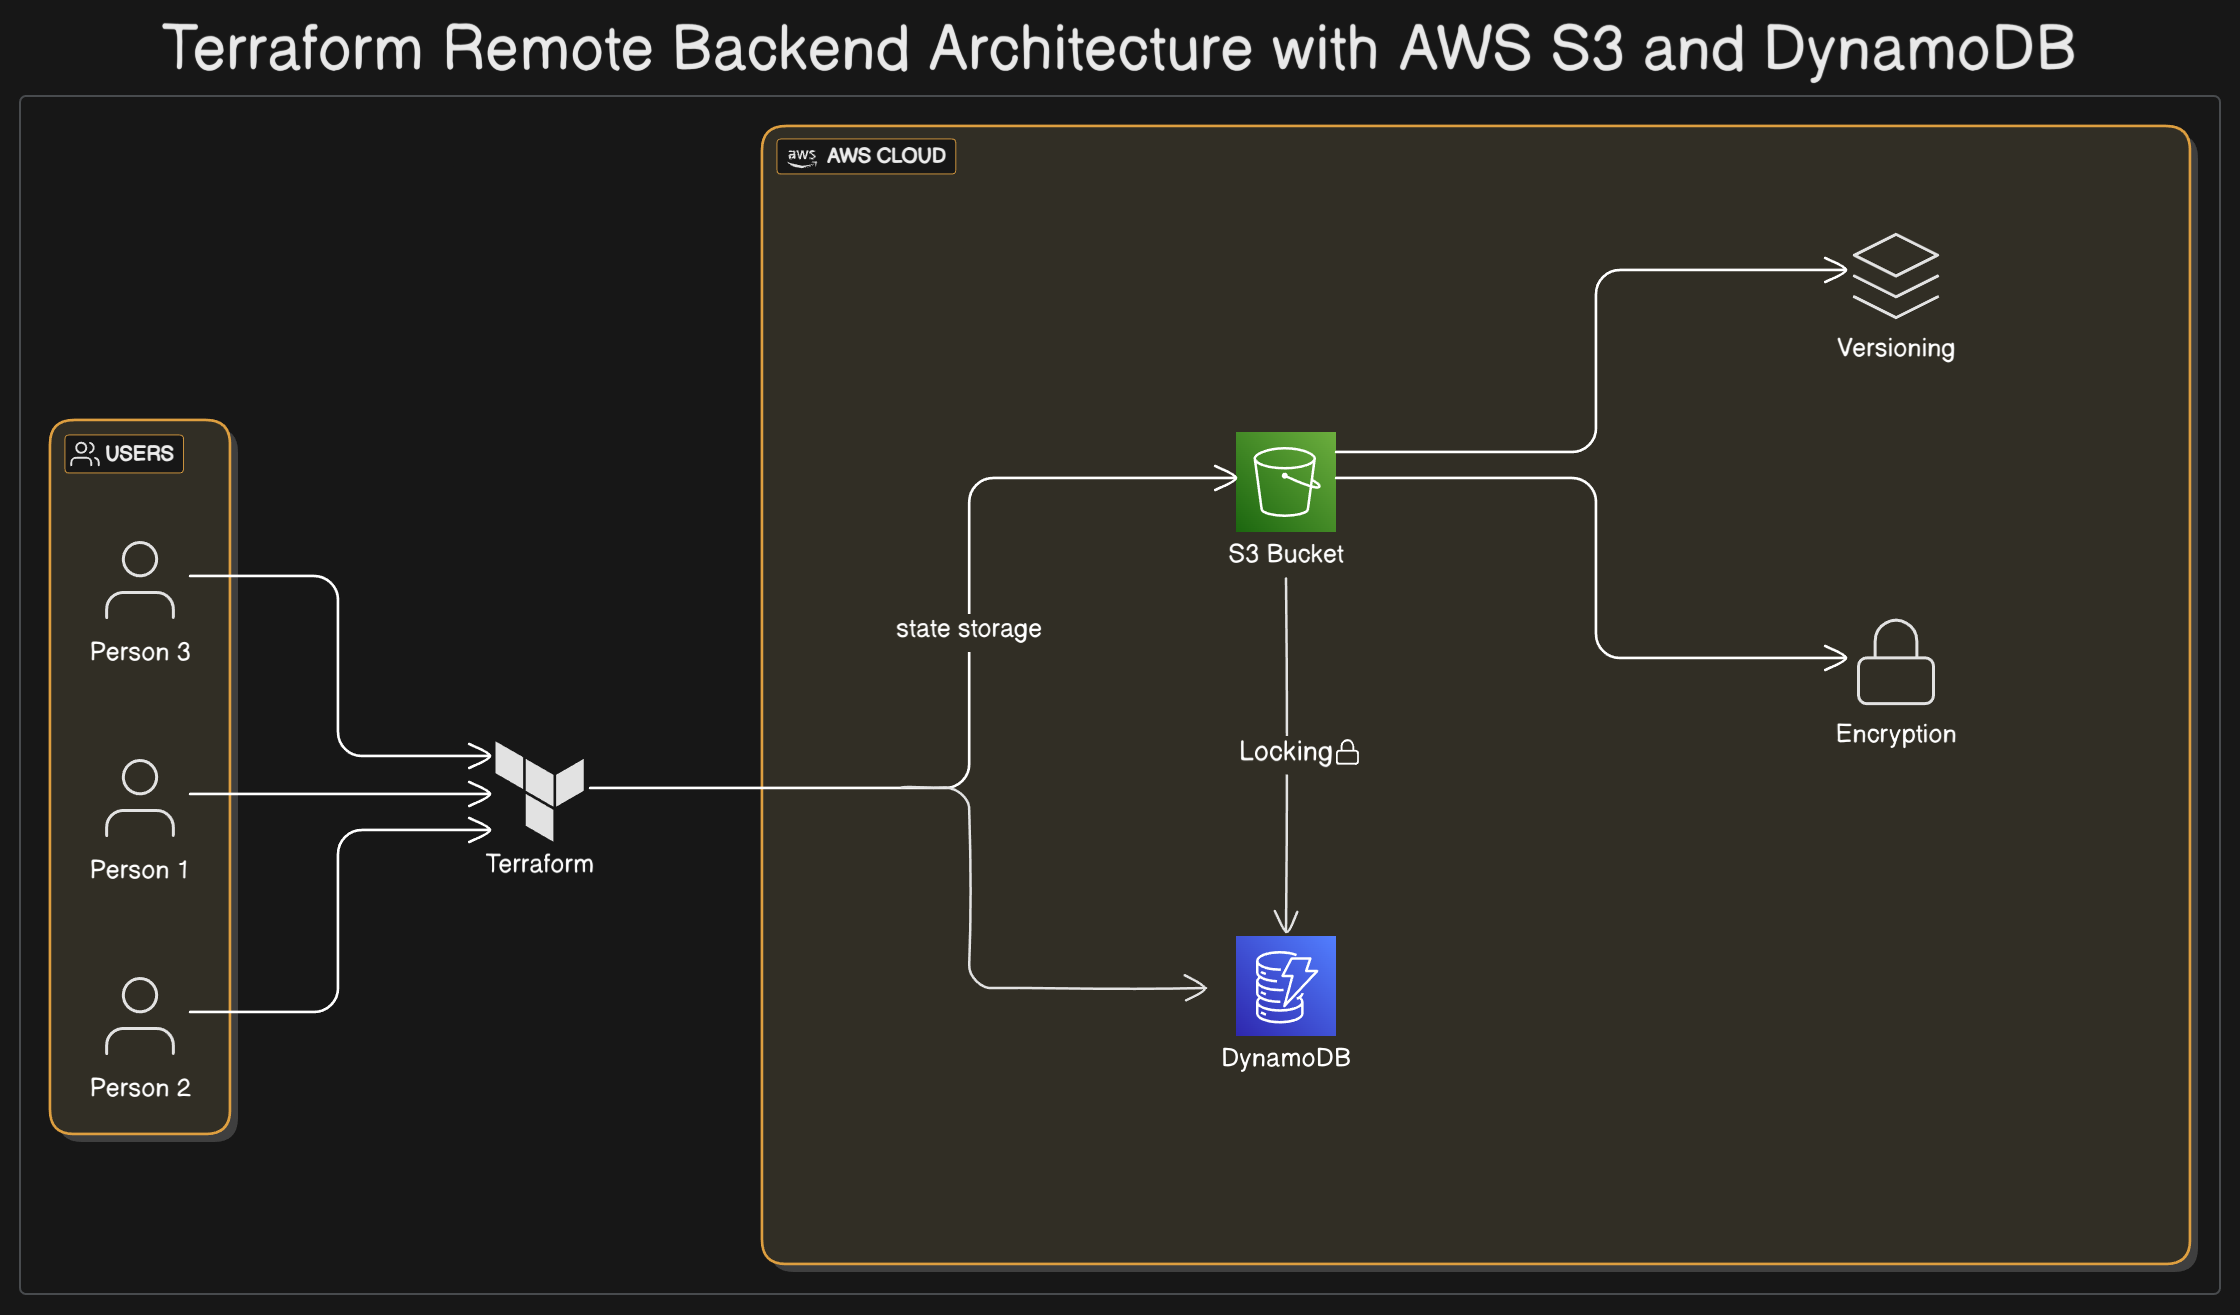 Terraform Remote Backend Architecture with AWS S3 and DynamoDB
aws AWS CLOUD
Versioning
USERS
S3 Bucket
state storage
Person 3
Encryption
Locking
Terraform
Person 1
DynamoDB
Person 2